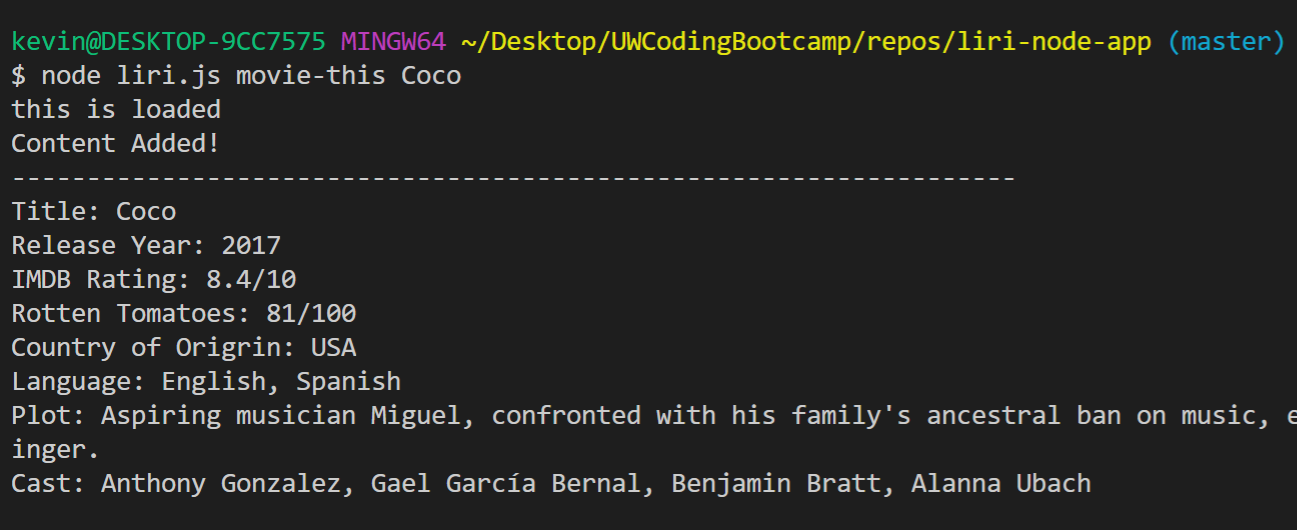 kevin@DESKTOP-9CC7575 MINGW64 ~/Desktop/UWCodingBootcamp/repos/liri-node-app (master)
$ node liri.js movie-this Coco
this is loaded
Content Added!
-------------------------------------------------------------------
Title: Coco
Release Year: 2017
IMDB Rating: 8.4/10
Rotten Tomatoes: 81/100
Country of Origrin: USA
Language: English, Spanish
Plot: Aspiring musician Miguel, confronted with his family's ancestral ban on music, e
inger.
Cast: Anthony Gonzalez, Gael García Bernal, Benjamin Bratt, Alanna Ubach